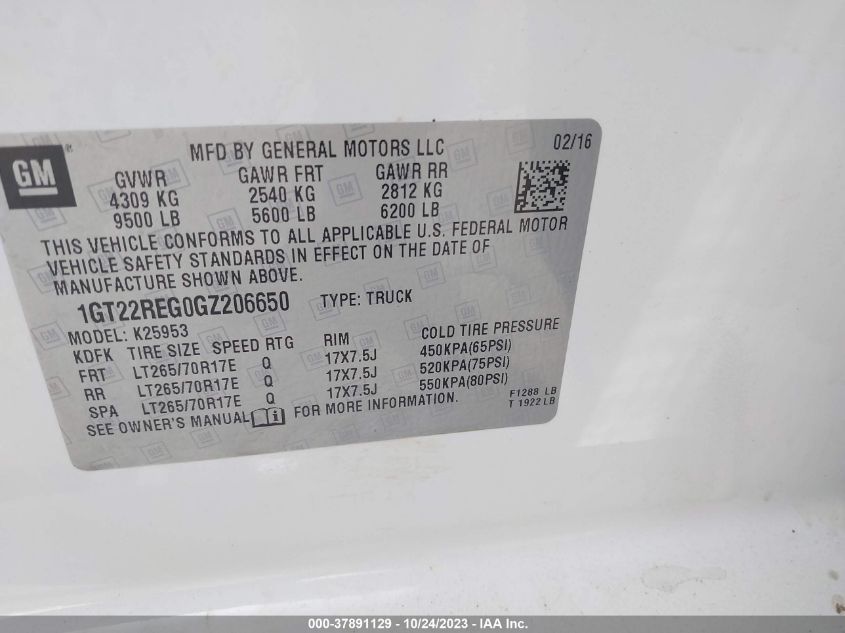 GM
MFD BY GENERAL MOTORS LLC 02/16
GVWR GAWR FRT GAWR RR
4309 KG 2540 KG 2812 KG
9500 LB 5600 LB 6200 LB
THIS VEHICLE CONFORMS TO ALL APPLICABLE U.S. FEDERAL MOTOR
VEHICLE SAFETY STANDARDS IN EFFECT ON THE DATE OF
MANUFACTURE SHOWN ABOVE.
1GT22REG0GZ206650 TYPE: TRUCK
MODEL: K25953
KDFK TIRE SIZE SPEED RTG RIM COLD TIRE PRESSURE
FRT LT265/70R17E Q 17X7.5J 450KPA(65PSI)
RR LT265/70R17E Q 17X7.5J 520KPA(75PSI)
SPA LT265/70R17E Q 17X7.5J 550KPA(80PSI)
SEE OWNER'S MANUAL FOR MORE INFORMATION.
F1288 LB
T 1922 LB
000-37891129 - 10/24/2023 - IAA Inc.